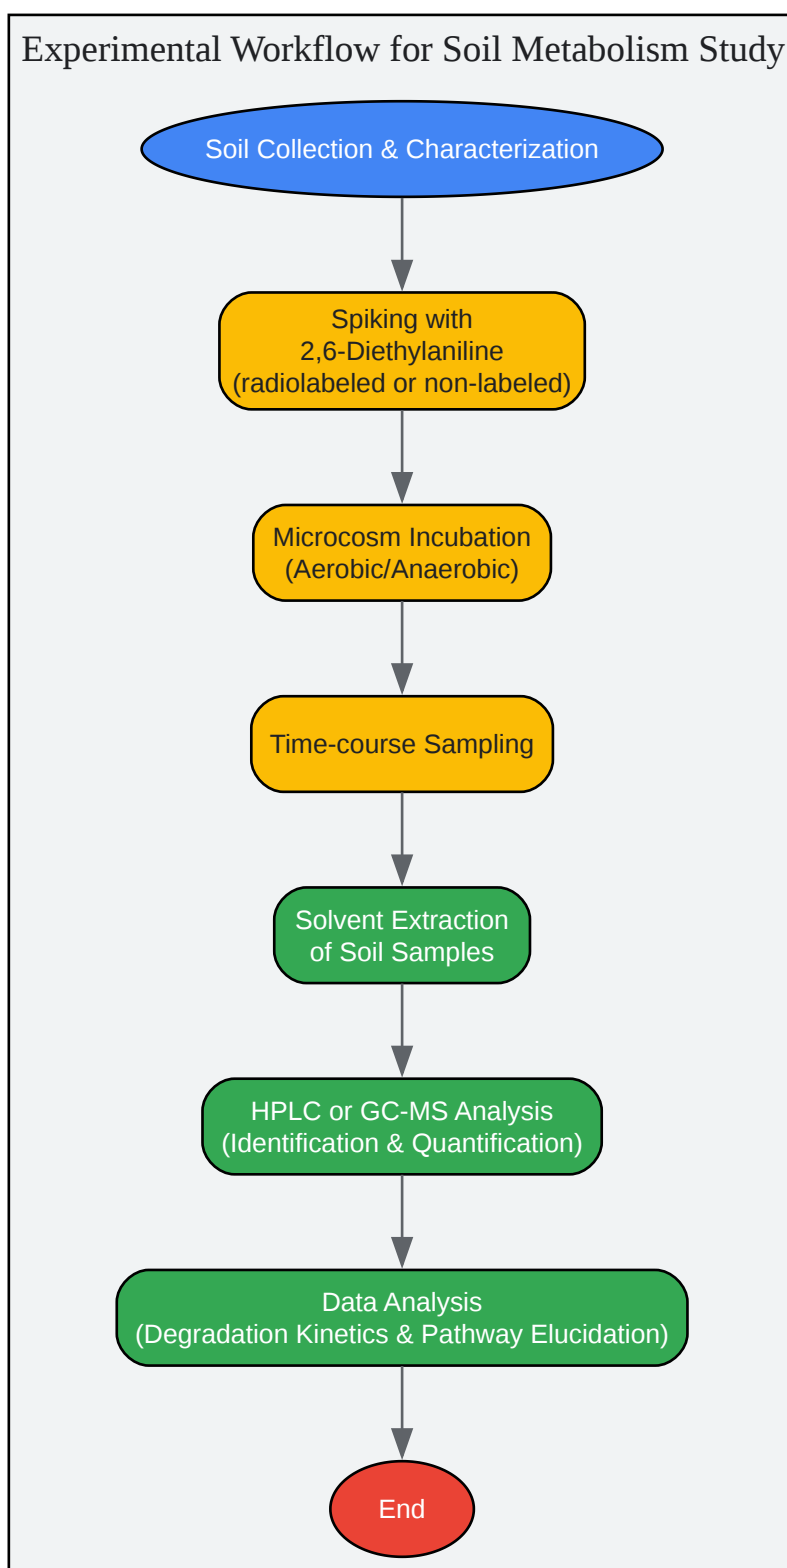 Experimental Workflow for Soil Metabolism Study
Soil Collection & Characterization
Spiking with
2,6-Diethylaniline
(radiolabeled or non-labeled)
Microcosm Incubation
(Aerobic/Anaerobic)
Time-course Sampling
Solvent Extraction
of Soil Samples
HPLC or GC-MS Analysis
(Identification & Quantification)
Data Analysis
(Degradation Kinetics & Pathway Elucidation)
End